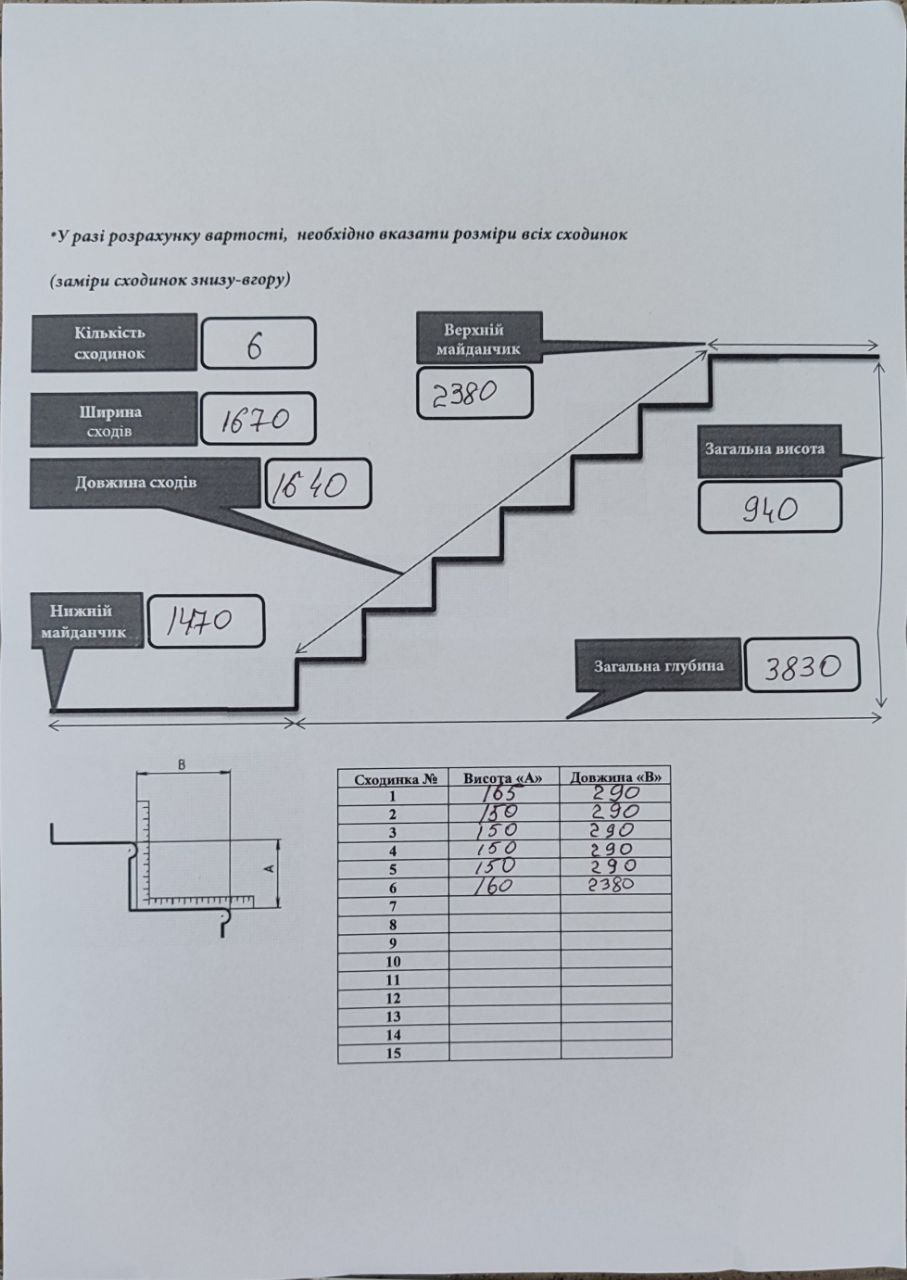 *У разі розрахунку вартості, необхідно вказати розміри всіх сходинок
(заміри сходинок знизу-вгору)
Кількість
сходинок
6
Верхній
майданчик
2380
Ширина
сходів
1670
Загальна висота
940
Довжина сходів
1640
Нижній
майданчик
1470
Загальна глубина
3830
B
A
Сходинка № Висота «А» Довжина «В»
1 165 290
2 150 290
3 150 290
4 150 290
5 150 290
6 160 2380
7
8
9
10
11
12
13
14
15